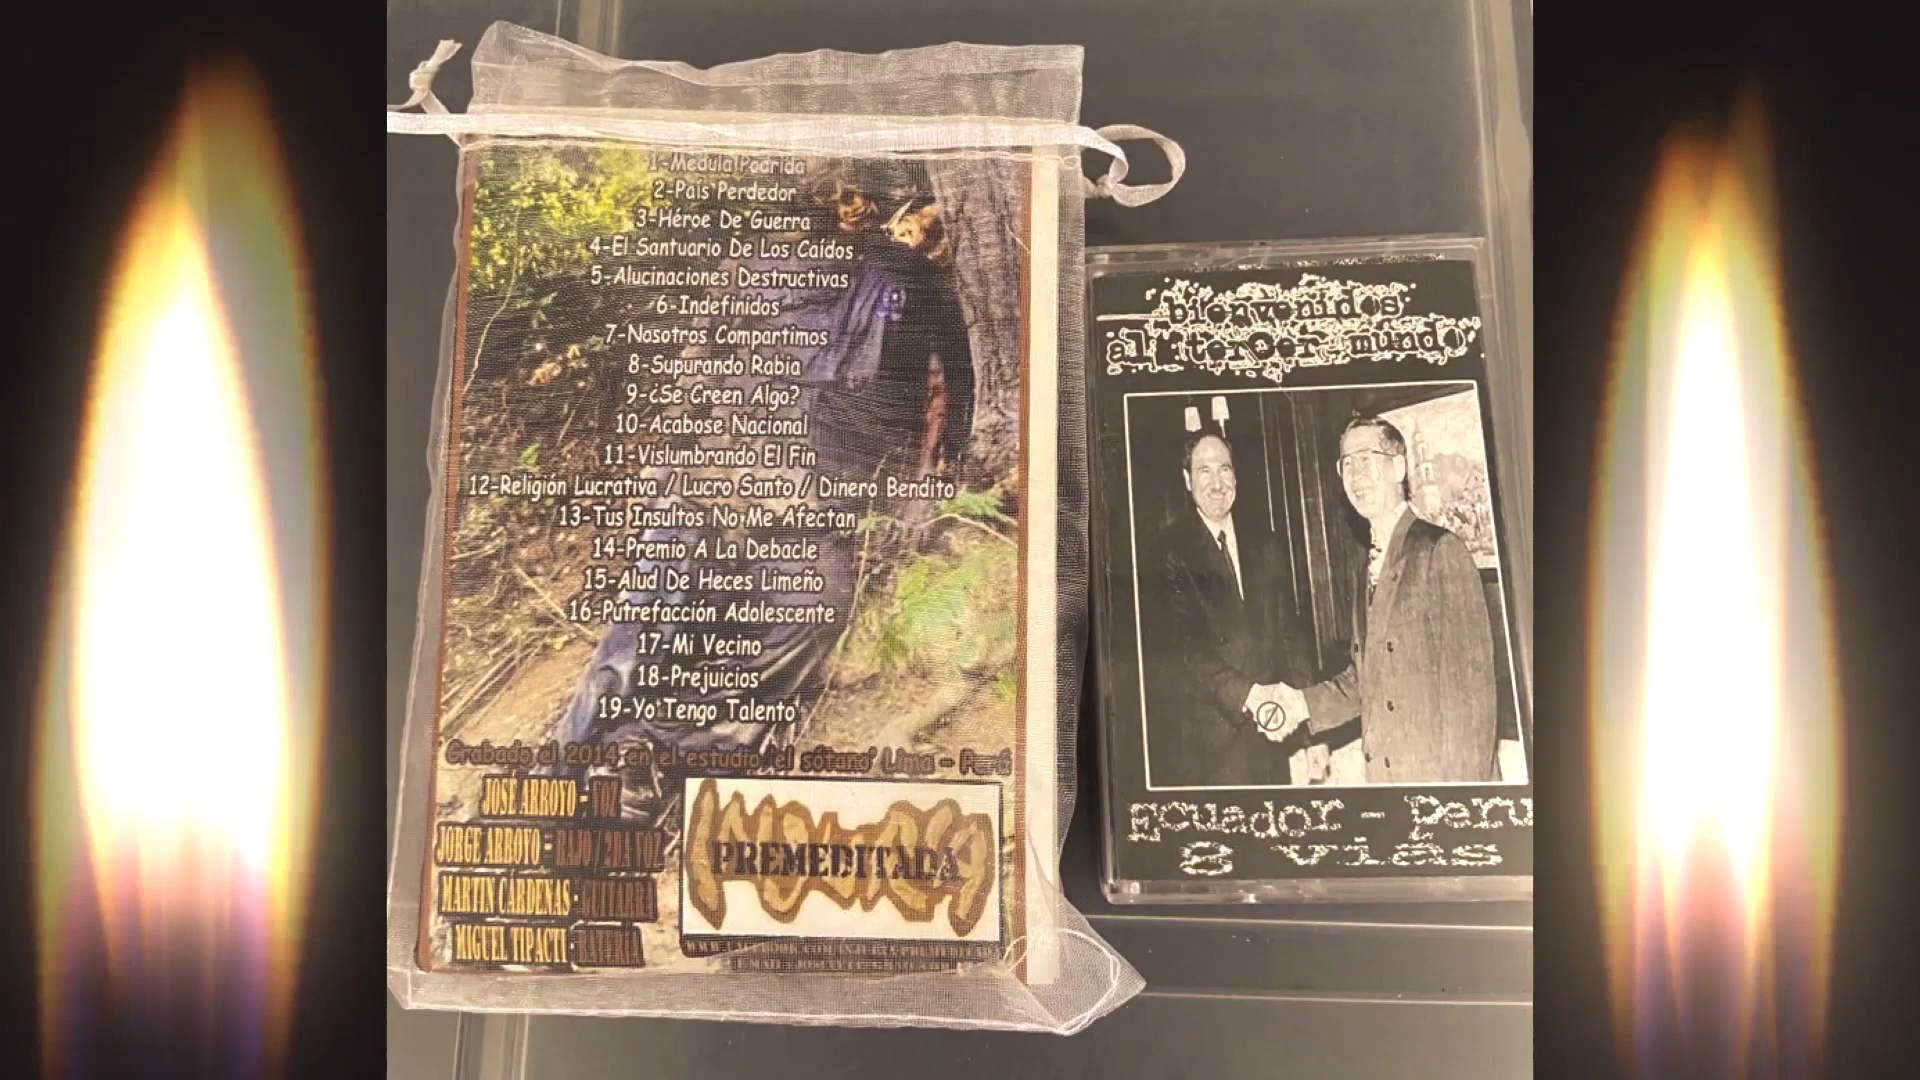 1-Medula Podrida
2-País Perdedor
3-Héroe De Guerra
4-El Santuario De Los Caídos
5-Alucinaciones Destructivas
6-Indefinidos
7-Nosotros Compartimos
8-Supurando Rabia
9-¿Se Creen Algo?
10-Acabose Nacional
11-Vislumbrando El Fin
12-Religión Lucrativa / Lucro Santo / Dinero Bendito
13-Tus Insultos No Me Afectan
14-Premio A La Debacle
15-Alud De Heces Limeño
16-Putrefacción Adolescente
17-Mi Vecino
18-Prejuicios
19-Yo Tengo Talento
Grabado el 2014 en el estudio 'el sótano' Lima - Perú
JOSÉ ARROYO - VOZ
JORGE ARROYO - BAJO / 2DA VOZ
MARTIN CÁRDENAS - GUITARRA
MIGUEL TIPACTI - BATERÍA
PREMEDITADA
bienvenidos
al tercer mundo
Ecuador - Peru
8 vias